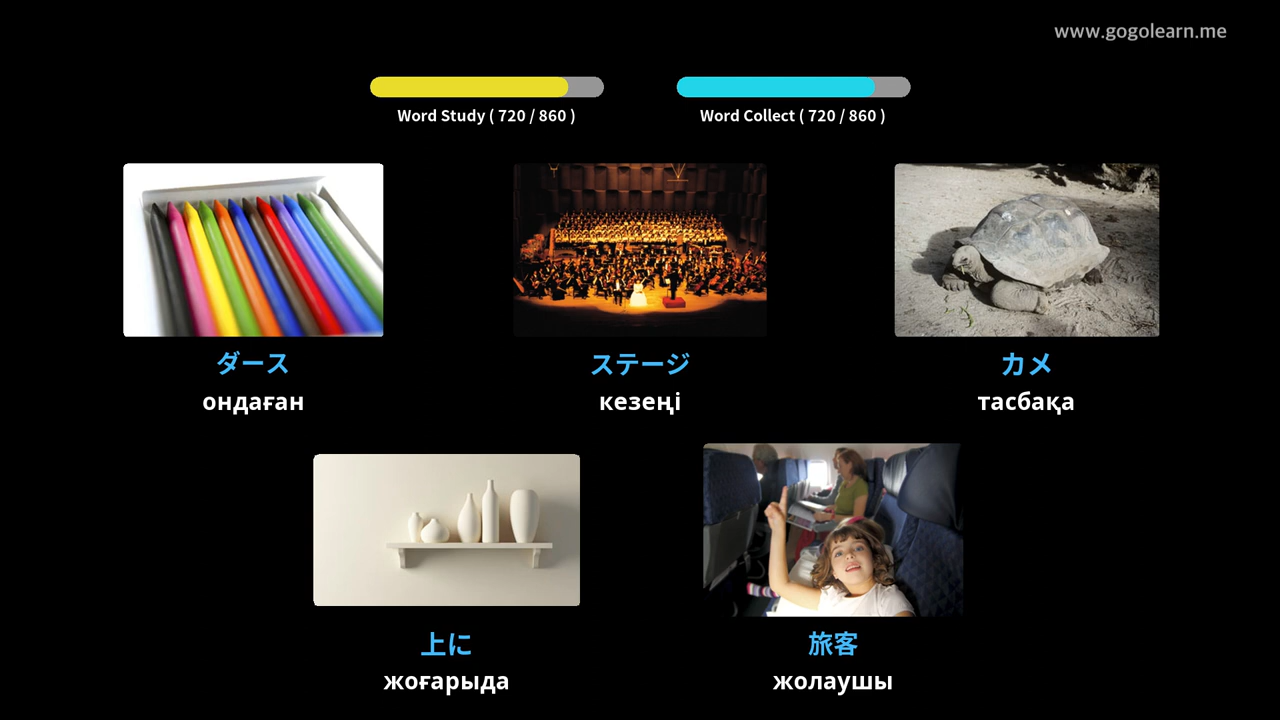 www.gogolearn.me
Word Study ( 720 / 860 )
Word Collect ( 720 / 860 )
ダース
ондаған
ステージ
кезеңі
カメ
тасбақа
上に
жоғарыда
旅客
жолаушы